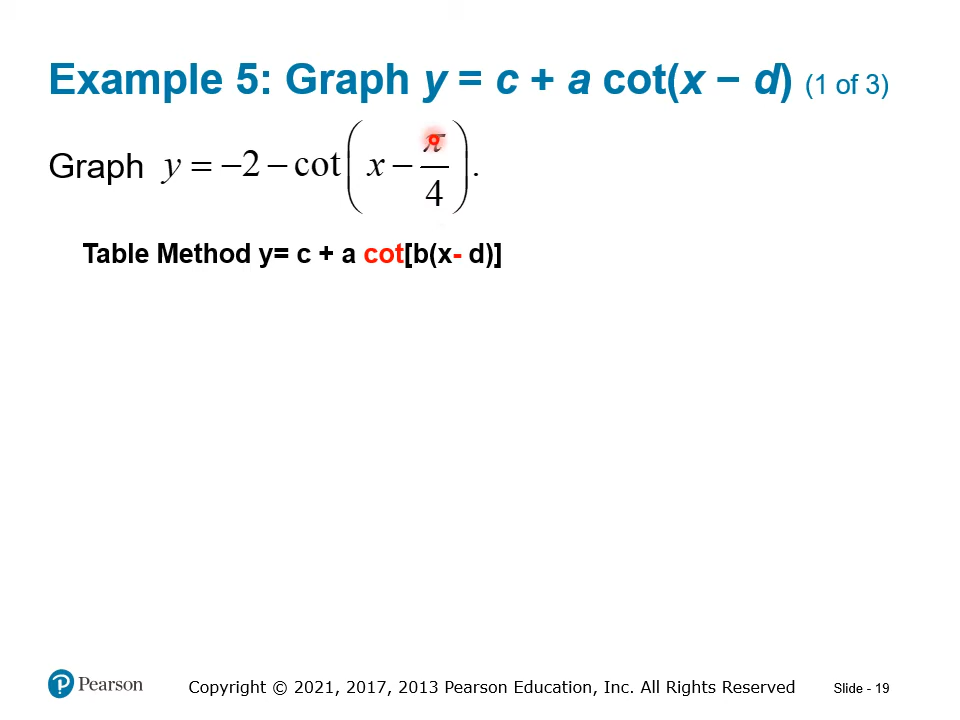 Example 5: Graph y = c + a cot(x − d) (1 of 3)
Graph y = −2 − cot(x − π/4).
Table Method y= c + a cot[b(x- d)]
Pearson Copyright © 2021, 2017, 2013 Pearson Education, Inc. All Rights Reserved Slide - 19